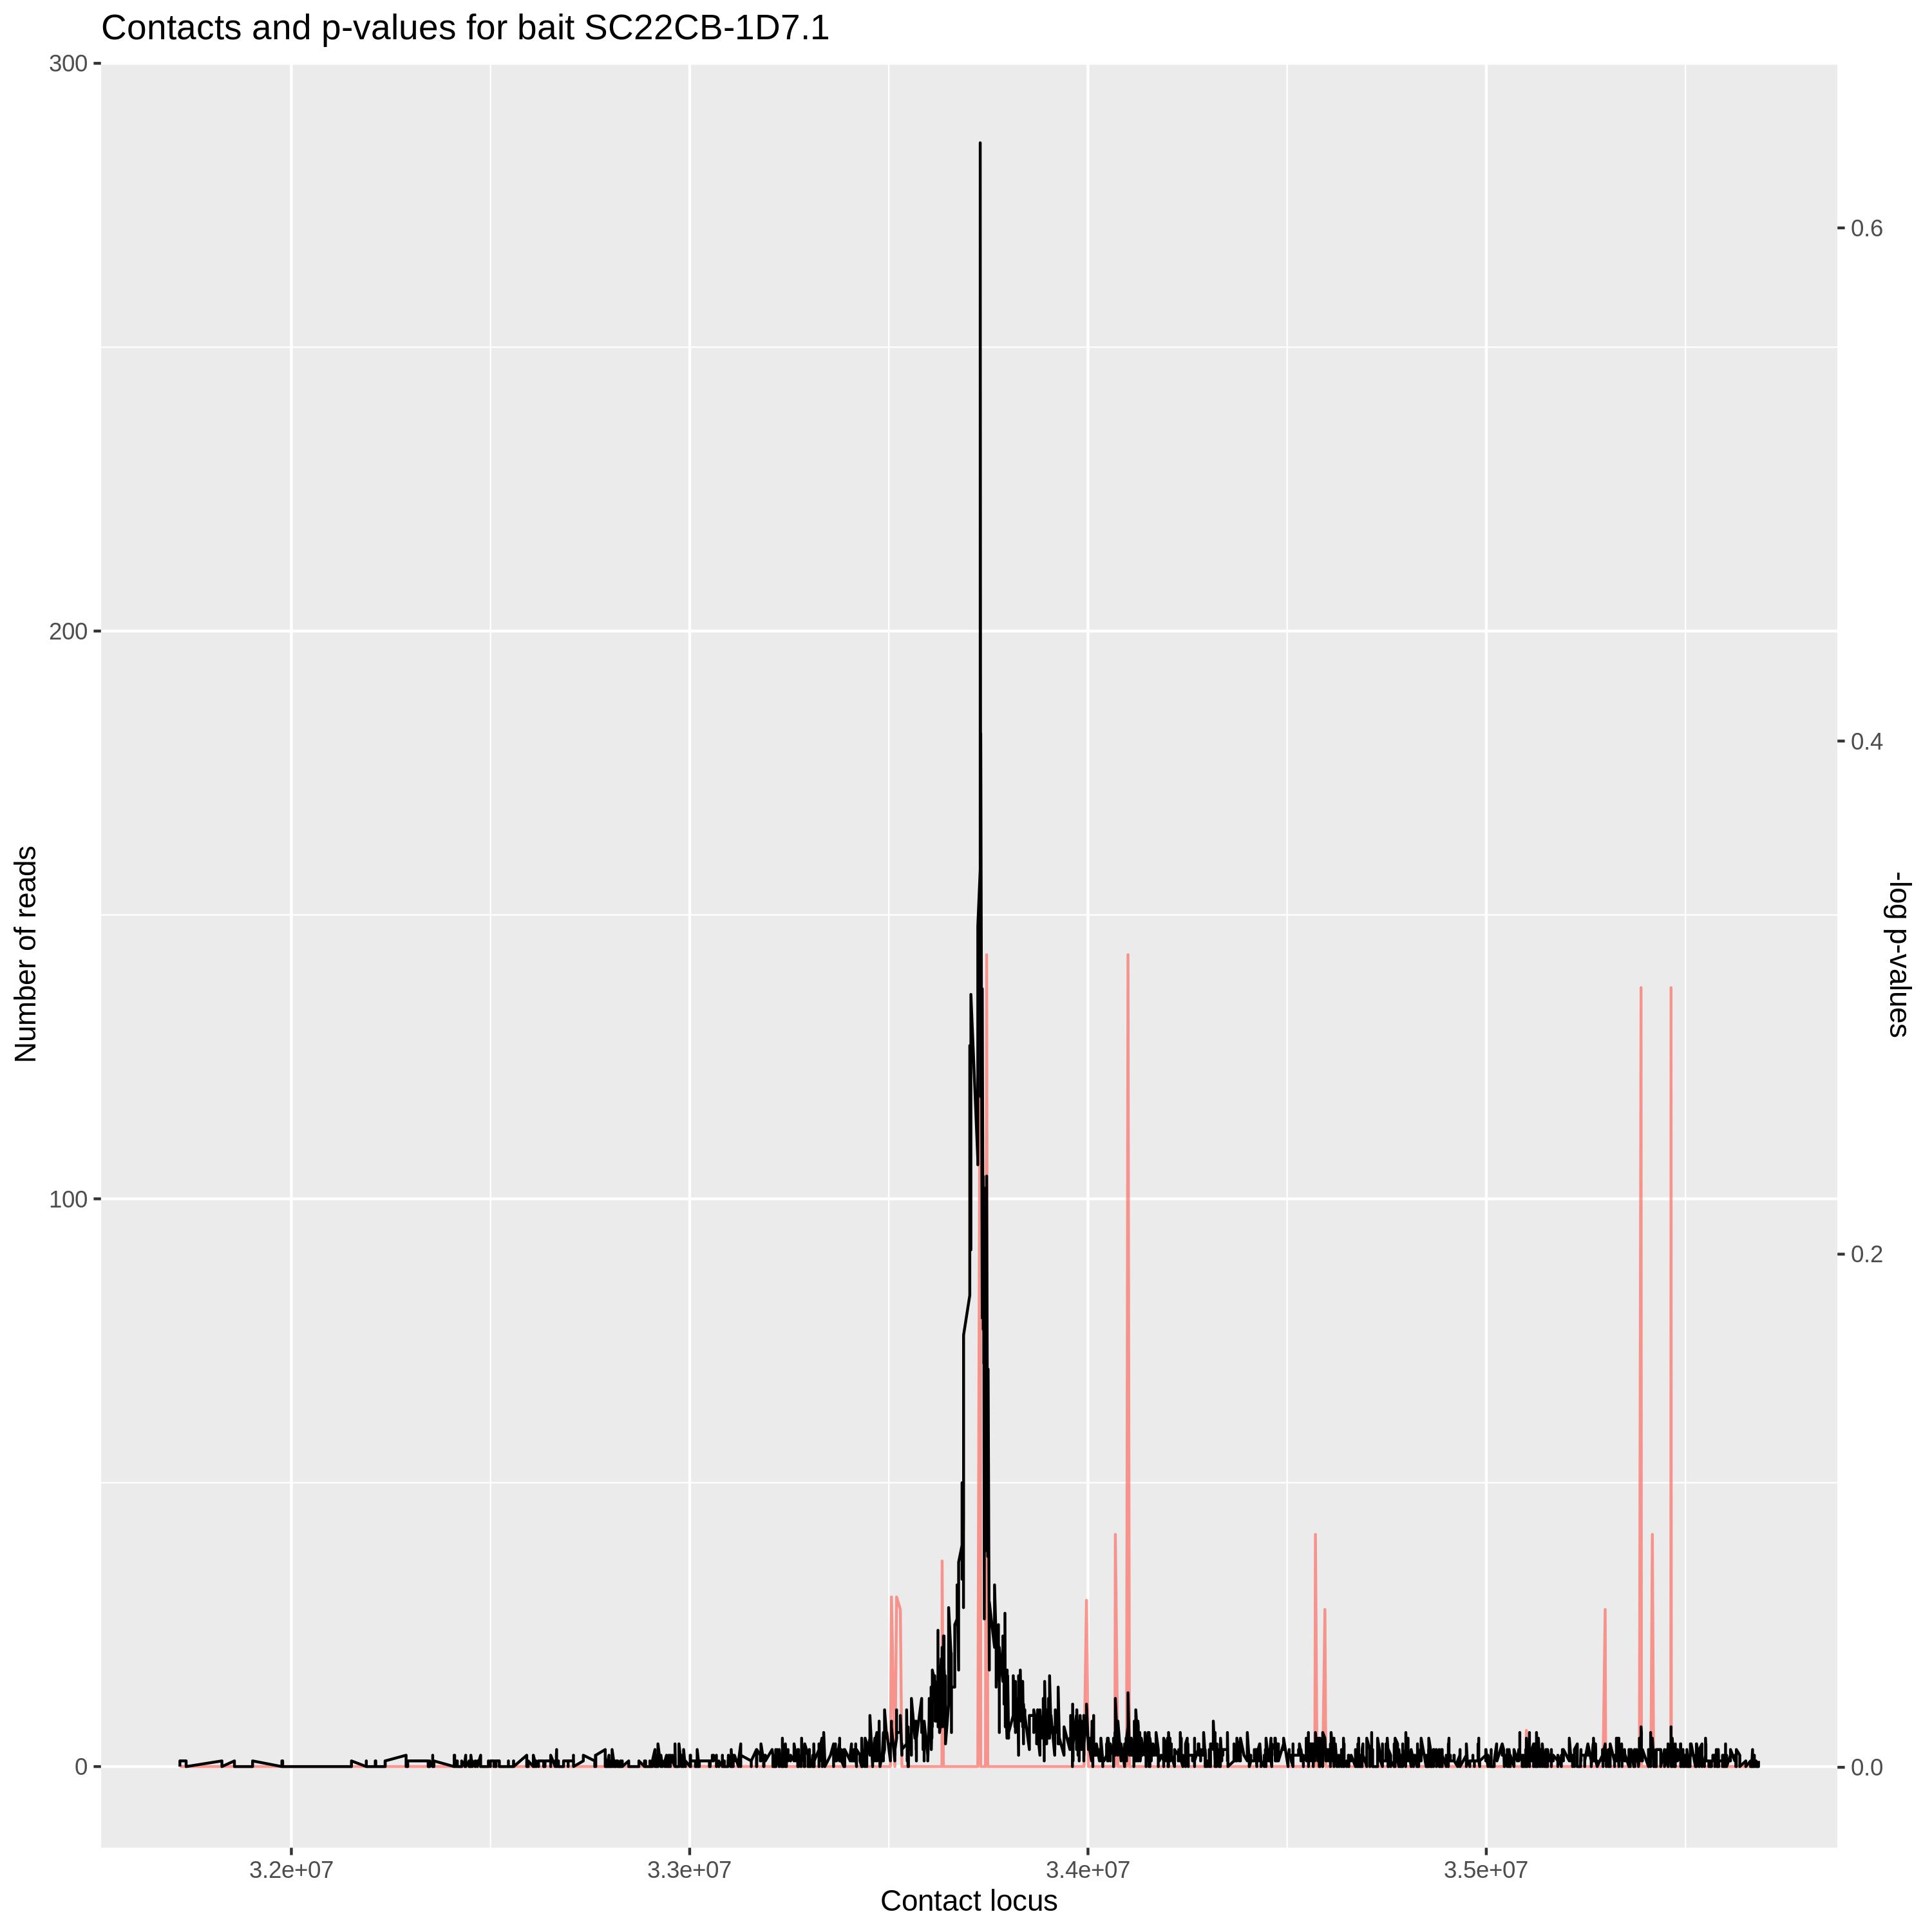 Contacts and p-values for bait SC22CB-1D7.1
300
200
100
0
Number of reads
0.6
0.4
0.2
0.0
-log p-values
3.2e+07
3.3e+07
3.4e+07
3.5e+07
Contact locus